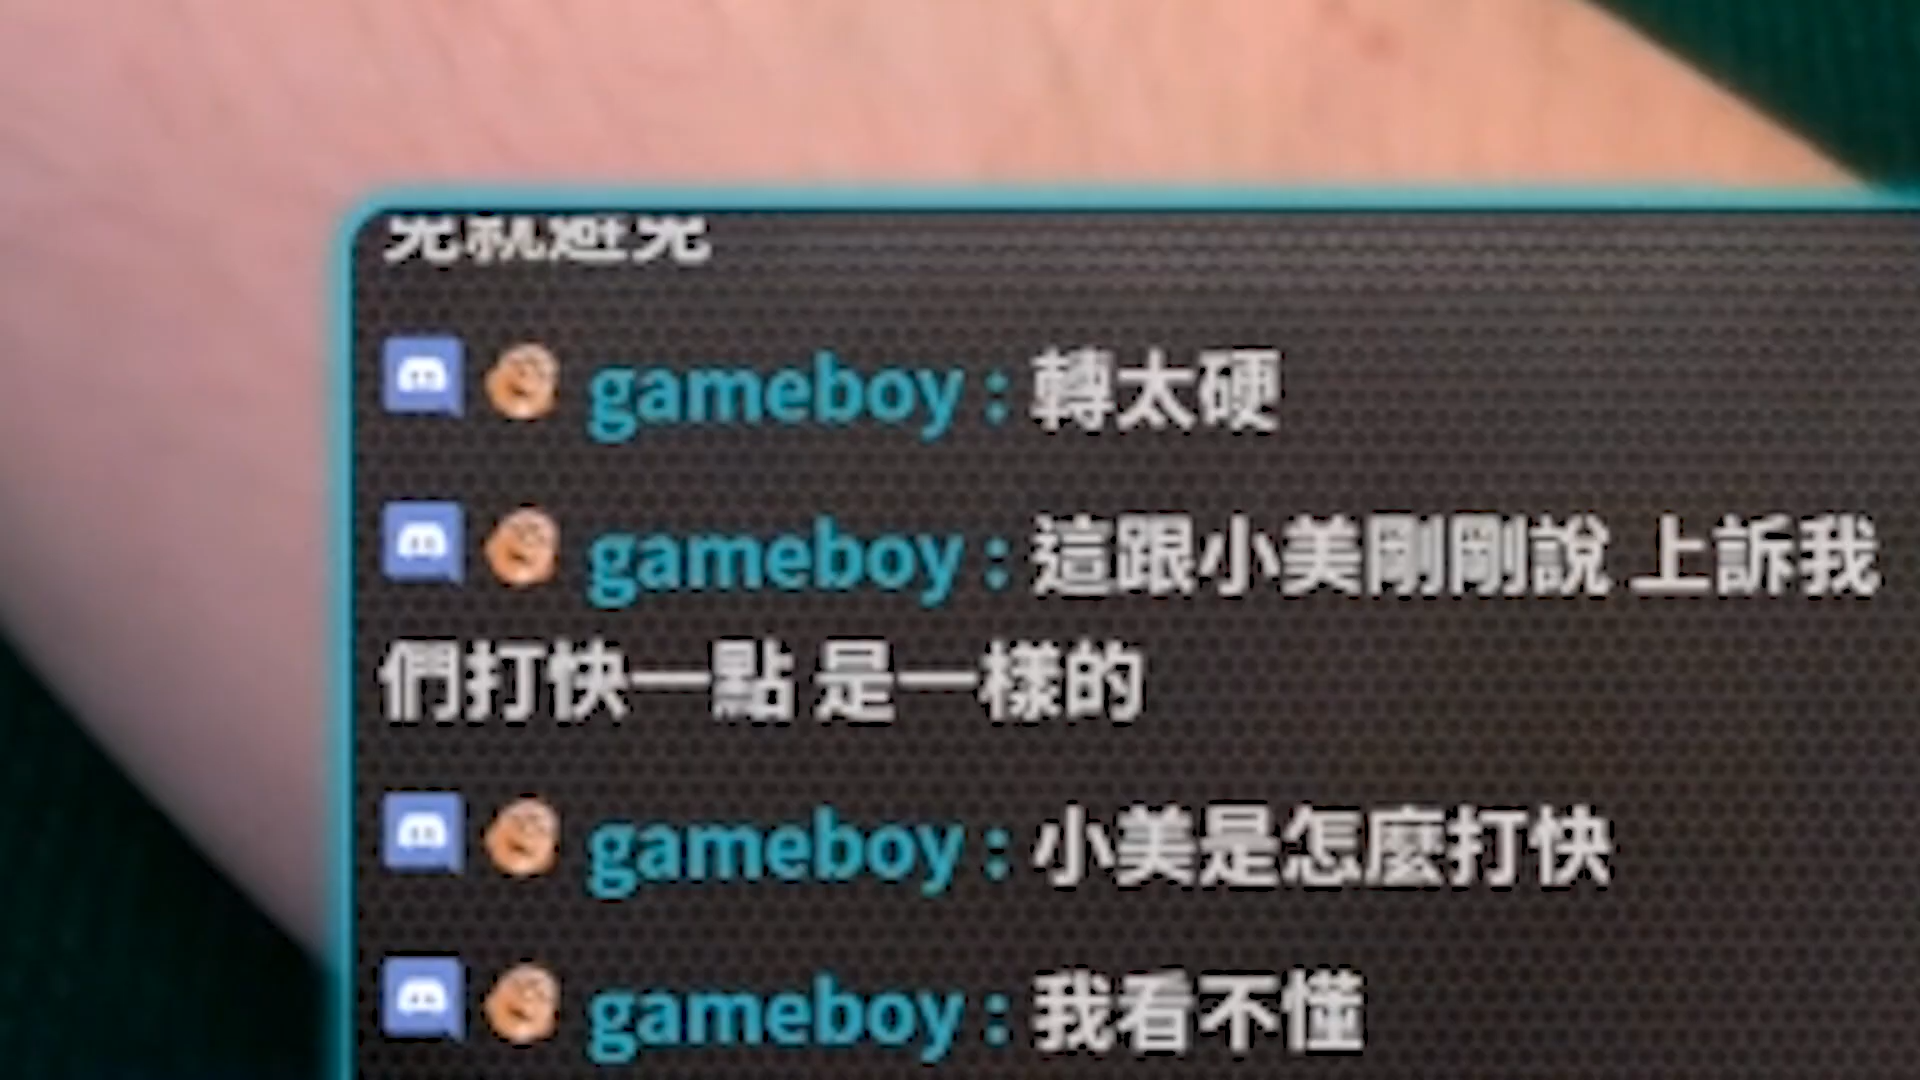 gameboy : 轉太硬
gameboy : 這跟小美剛剛說 上訴我
們打快一點 是一樣的
gameboy : 小美是怎麼打快
gameboy : 我看不懂